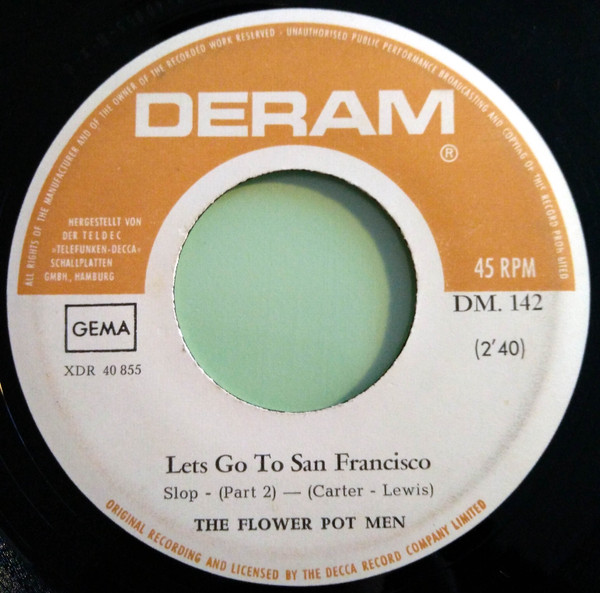 ALL RIGHTS OF THE MANUFACTURER AND OF THE OWNER OF THE RECORDED WORK RESERVED - UNAUTHORISED PUBLIC PERFORMANCE BROADCASTING AND COPYING OF THIS RECORD PROHIBITED
DERAM
®
HERGESTELLT VON
DER TELDEC
»TELEFUNKEN-DECCA«
SCHALLPLATTEN
GMBH., HAMBURG
45 RPM
GEMA
DM. 142
XDR 40 855
(2'40)
Lets Go To San Francisco
Slop - (Part 2) — (Carter - Lewis)
THE FLOWER POT MEN
ORIGINAL RECORDING AND LICENSED BY THE DECCA RECORD COMPANY LIMITED